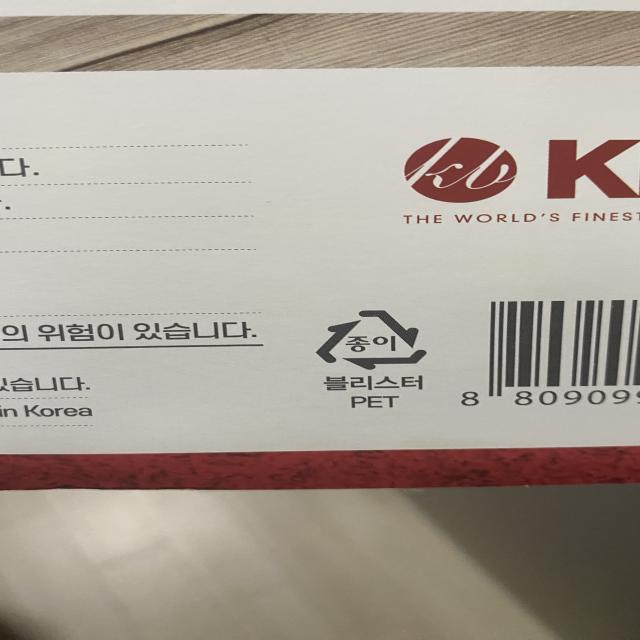 다.
kb
THE WORLD'S FINEST
의 위험이 있습니다.
종이
블리스터
PET
있습니다.
in Korea
8 809099